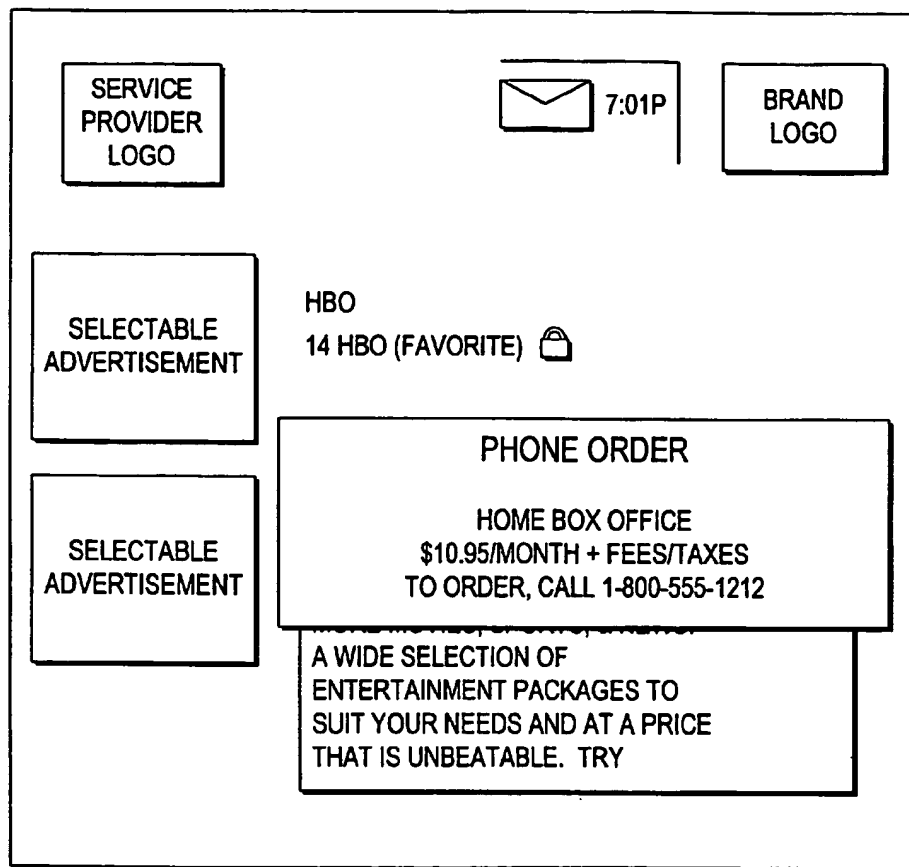 SERVICE
PROVIDER
LOGO
7:01P
BRAND
LOGO
SELECTABLE
ADVERTISEMENT
HBO
14 HBO (FAVORITE)
PHONE ORDER
HOME BOX OFFICE
$10.95/MONTH + FEES/TAXES
TO ORDER, CALL 1-800-555-1212
SELECTABLE
ADVERTISEMENT
A WIDE SELECTION OF
ENTERTAINMENT PACKAGES TO
SUIT YOUR NEEDS AND AT A PRICE
THAT IS UNBEATABLE. TRY